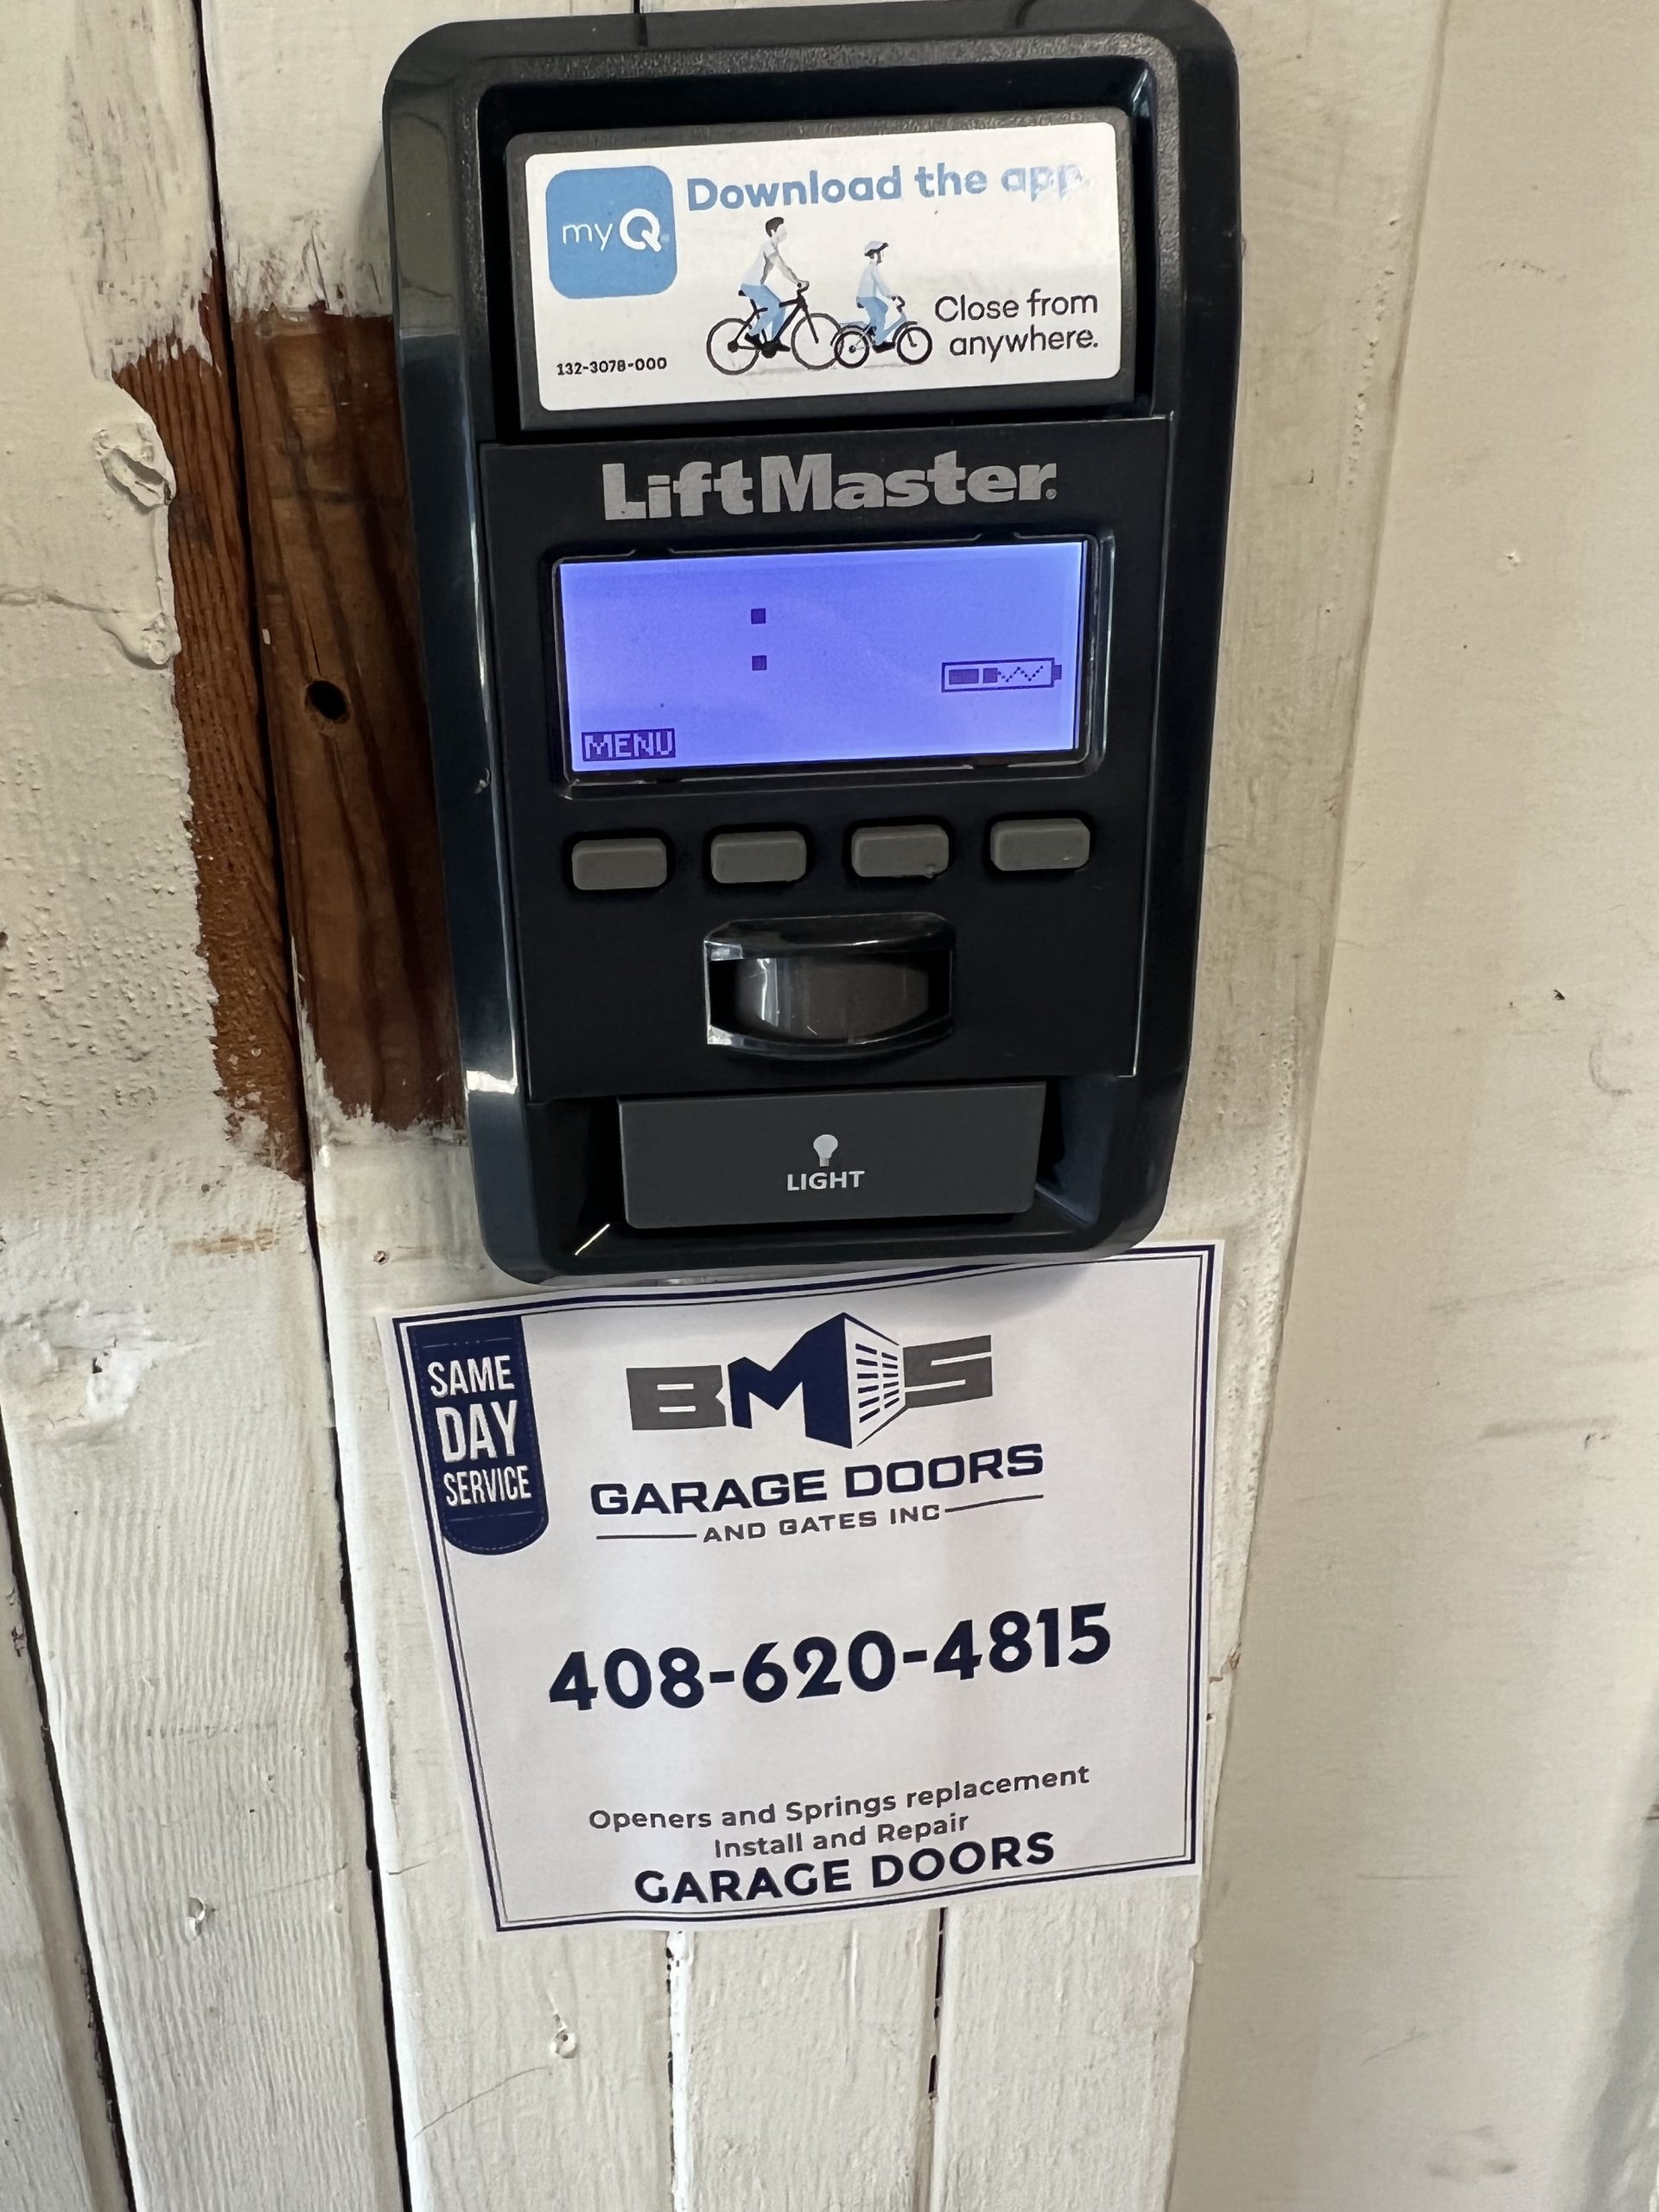 myQ
Download the app.
Close from
anywhere.
132-3078-000
LiftMaster®
:
MENU
LIGHT
SAME
DAY
SERVICE
BMS
GARAGE DOORS
AND GATES INC
408-620-4815
Openers and Springs replacement
Install and Repair
GARAGE DOORS